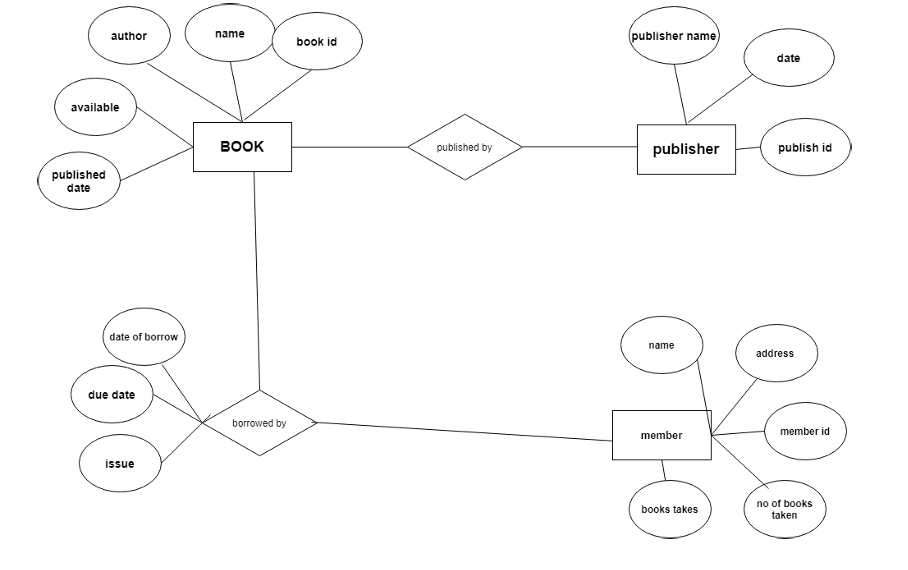 author
name
book id
publisher name
date
available
BOOK
published by
publisher
publish id
published
date
date of borrow
due date
issue
borrowed by
name
address
member
member id
books takes
no of books
taken